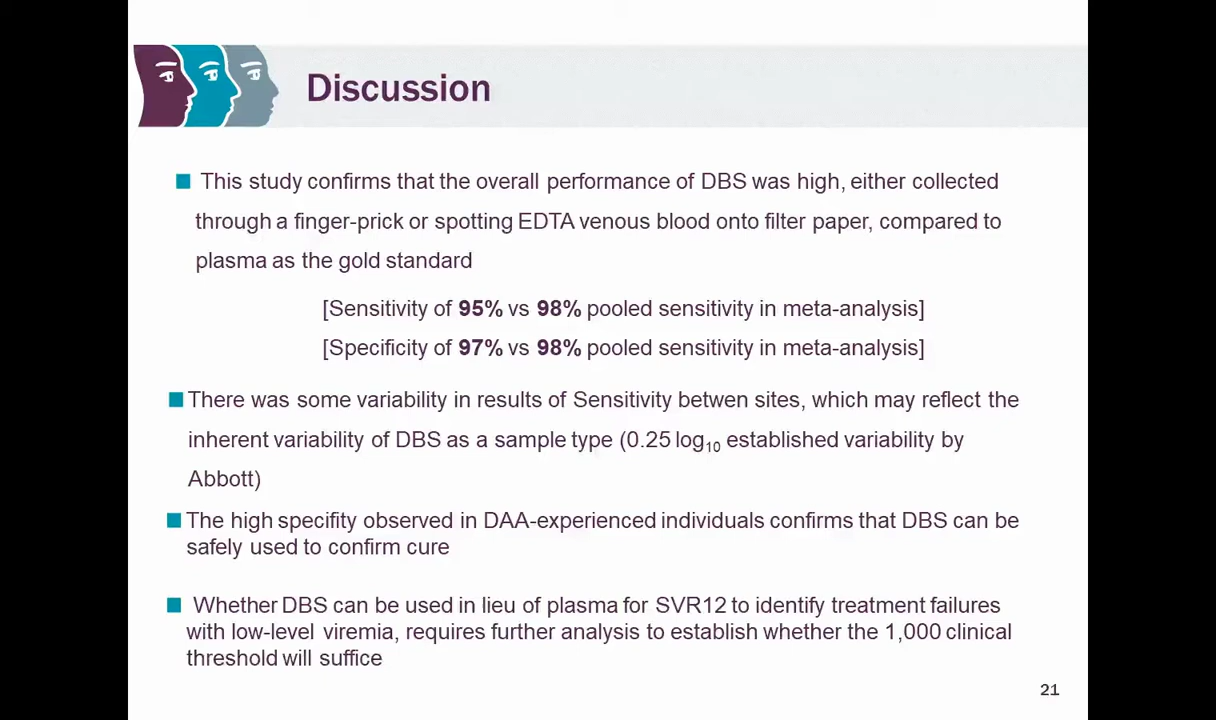 Discussion
This study confirms that the overall performance of DBS was high, either collected
through a finger-prick or spotting EDTA venous blood onto filter paper, compared to
plasma as the gold standard
[Sensitivity of 95% vs 98% pooled sensitivity in meta-analysis]
[Specificity of 97% vs 98% pooled sensitivity in meta-analysis]
There was some variability in results of Sensitivity betwen sites, which may reflect the
inherent variability of DBS as a sample type (0.25 log10 established variability by
Abbott)
The high specifity observed in DAA-experienced individuals confirms that DBS can be
safely used to confirm cure
Whether DBS can be used in lieu of plasma for SVR12 to identify treatment failures
with low-level viremia, requires further analysis to establish whether the 1,000 clinical
threshold will suffice
21